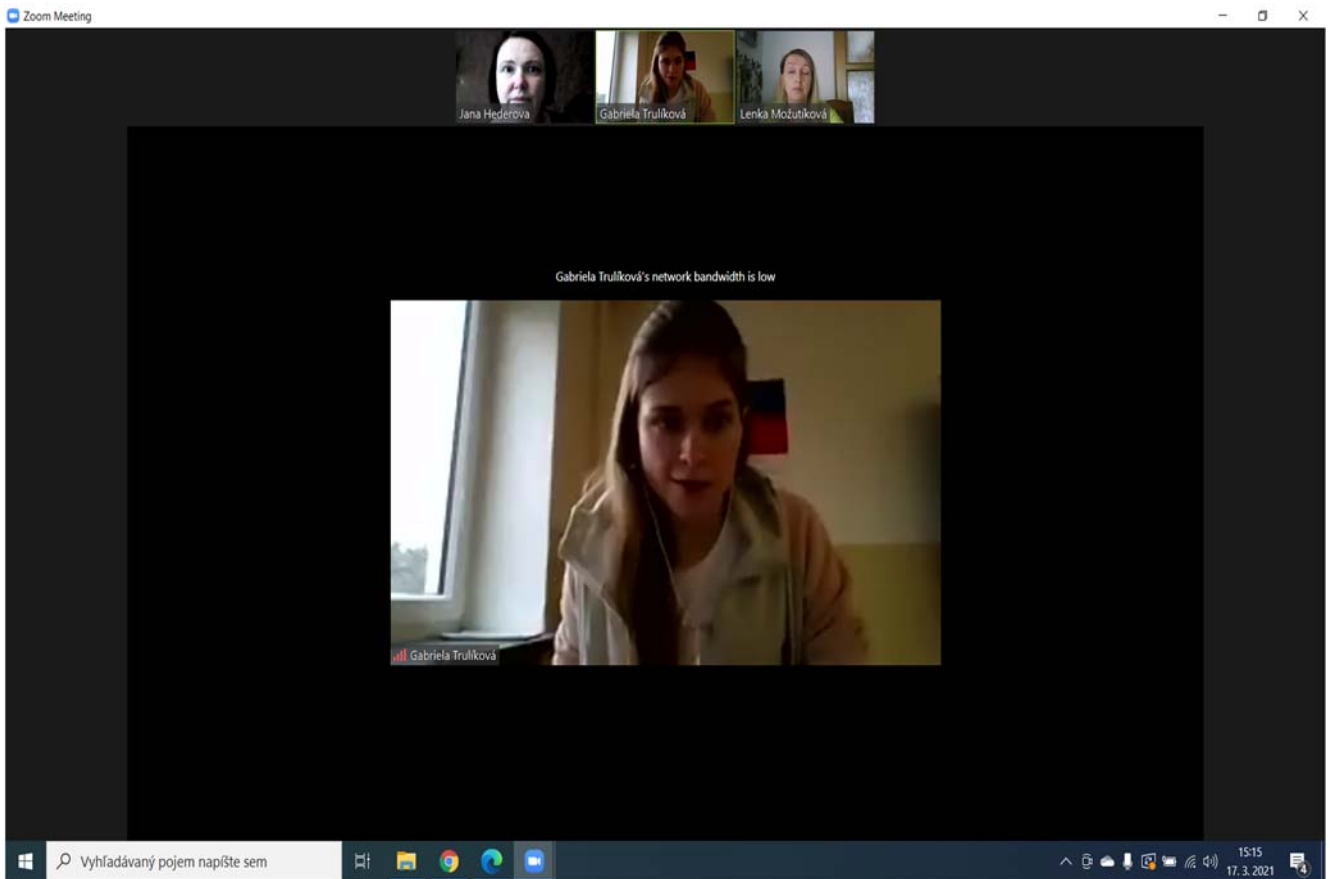 Zoom Meeting
Jana Hederova
Gabriela Trulíková
Lenka Možutíková
Gabriela Trulíková's network bandwidth is low
Gabriela Trulíková
Vyhľadávaný pojem napíšte sem
15:15
17. 3. 2021
4